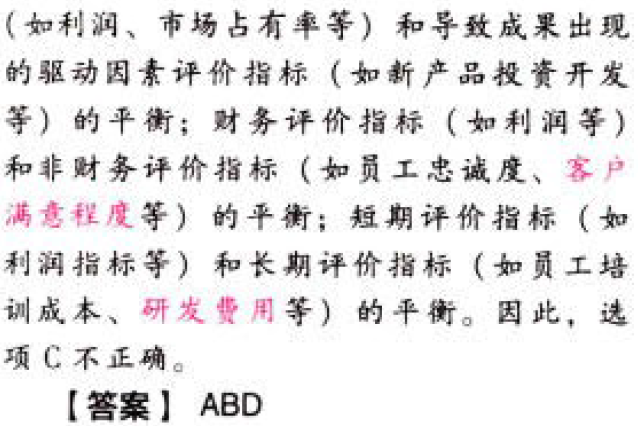 （如利润、市场占有率等）和导致成果出现
的驱动因素评价指标（如新产品投资开发
等）的平衡；财务评价指标（如利润等）
和非财务评价指标（如员工忠诚度、客户
满意程度等）的平衡；短期评价指标（如
利润指标等）和长期评价指标（如员工培
训成本、研发费用等）的平衡。因此，选
项C不正确。
【答案】 ABD